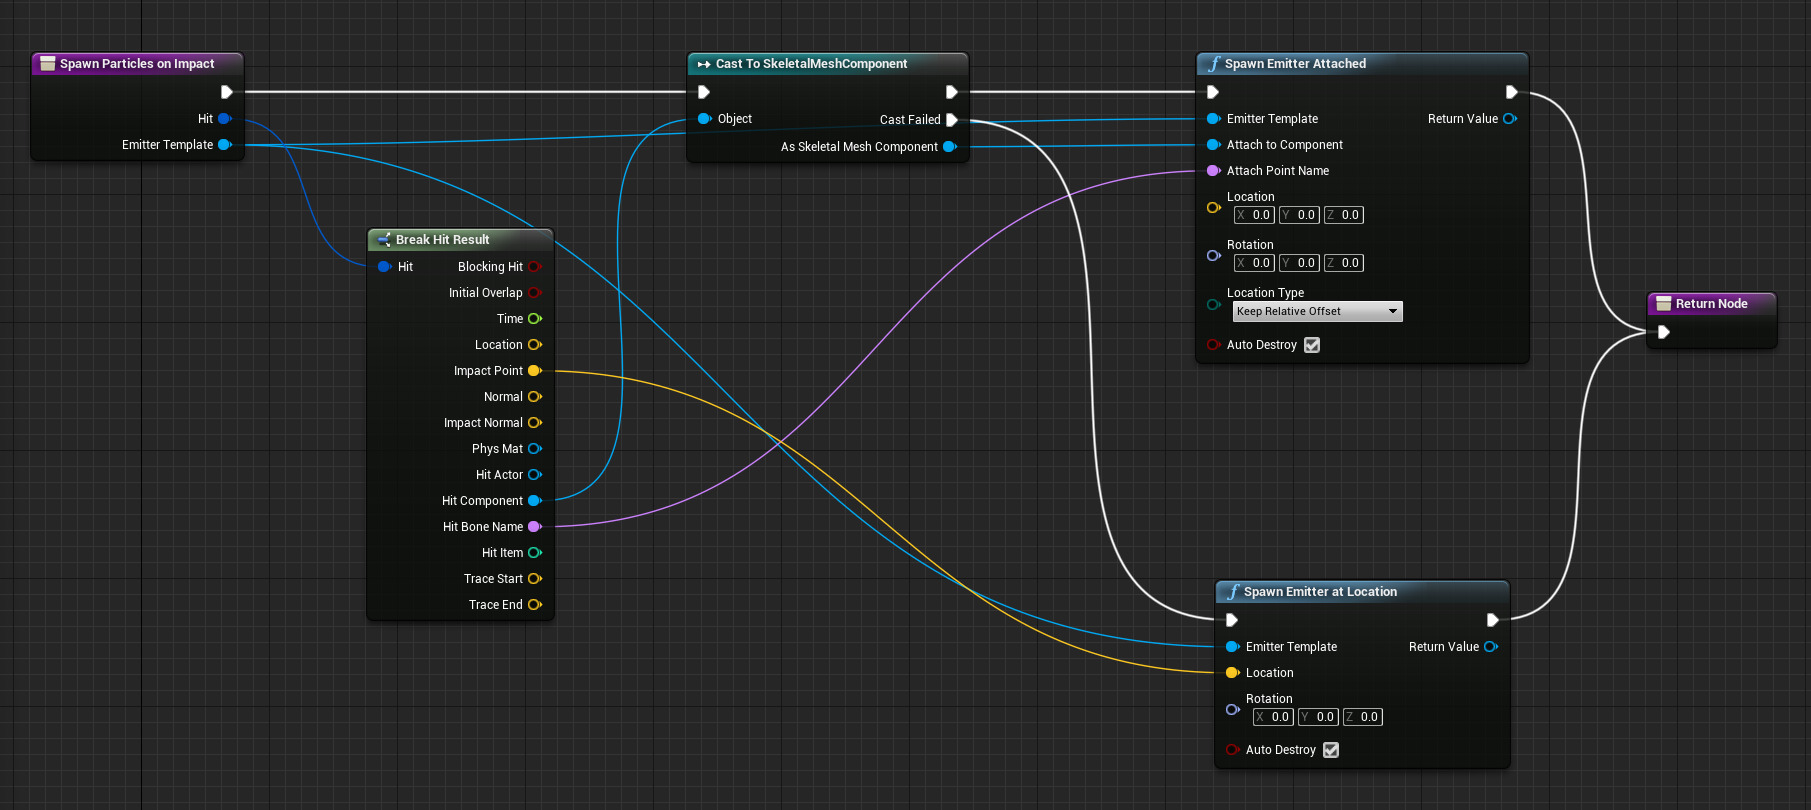 Spawn Particles on Impact
Hit
Emitter Template
Break Hit Result
Hit
Blocking Hit
Initial Overlap
Time
Location
Impact Point
Normal
Impact Normal
Phys Mat
Hit Actor
Hit Component
Hit Bone Name
Hit Item
Trace Start
Trace End
Cast To SkeletalMeshComponent
Object
Cast Failed
As Skeletal Mesh Component
Spawn Emitter Attached
Emitter Template
Return Value
Attach to Component
Attach Point Name
Location
X 0.0 Y 0.0 Z 0.0
Rotation
X 0.0 Y 0.0 Z 0.0
Location Type
Keep Relative Offset
Auto Destroy
Spawn Emitter at Location
Emitter Template
Return Value
Location
Rotation
X 0.0 Y 0.0 Z 0.0
Auto Destroy
Return Node